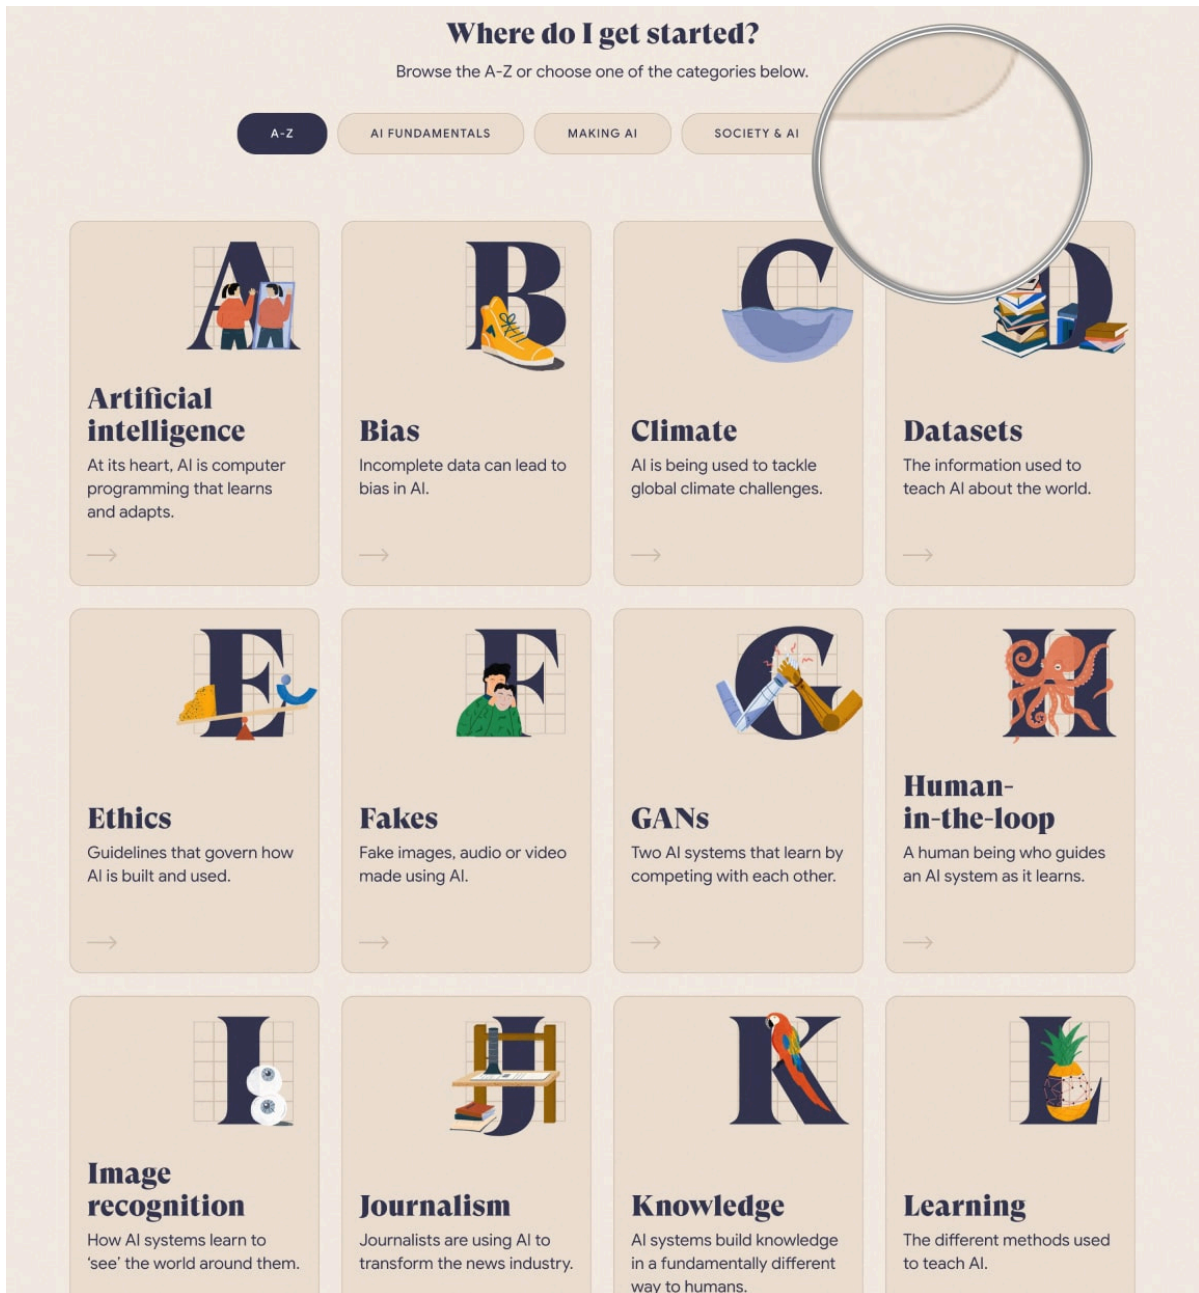 Where do I get started?
Browse the A-Z or choose one of the categories below.
A-Z
AI FUNDAMENTALS
MAKING AI
SOCIETY & AI
A
B
C
D
Artificial
intelligence
At its heart, AI is computer
programming that learns
and adapts.
Bias
Incomplete data can lead to
bias in AI.
Climate
AI is being used to tackle
global climate challenges.
Datasets
The information used to
teach AI about the world.
E
F
G
H
Ethics
Guidelines that govern how
AI is built and used.
Fakes
Fake images, audio or video
made using AI.
GANs
Two AI systems that learn by
competing with each other.
Human-
in-the-loop
A human being who guides
an AI system as it learns.
I
J
K
L
Image
recognition
How AI systems learn to
‘see’ the world around them.
Journalism
Journalists are using AI to
transform the news industry.
Knowledge
AI systems build knowledge
in a fundamentally different
way to humans.
Learning
The different methods used
to teach AI.